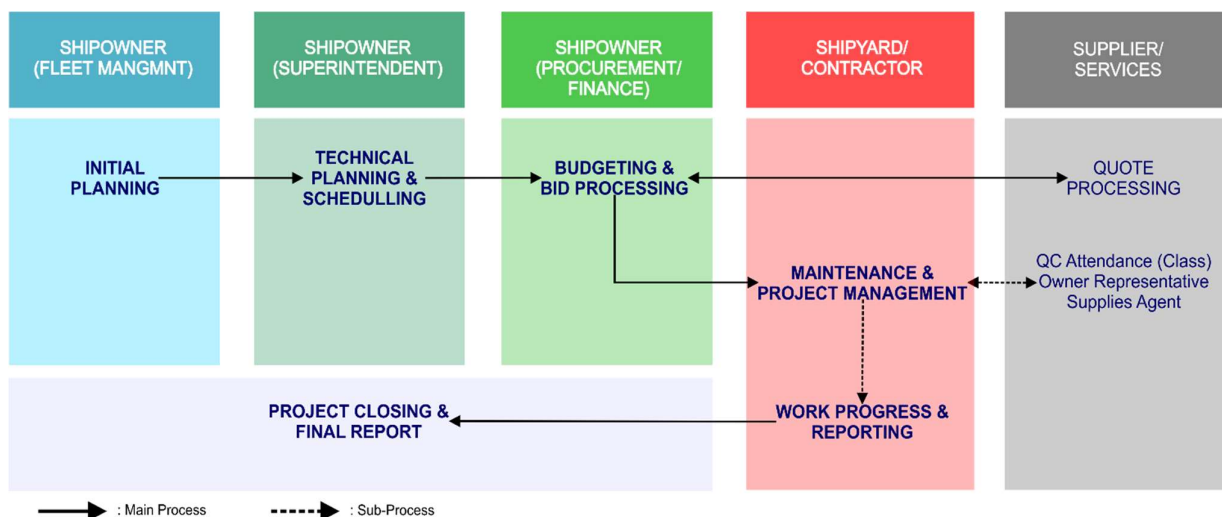 SHIPOWNER
(FLEET MANGMNT)
SHIPOWNER
(SUPERINTENDENT)
SHIPOWNER
(PROCUREMENT/
FINANCE)
SHIPYARD/
CONTRACTOR
SUPPLIER/
SERVICES
INITIAL
PLANNING
TECHNICAL
PLANNING &
SCHEDULLING
BUDGETING &
BID PROCESSING
QUOTE
PROCESSING
MAINTENANCE &
PROJECT MANAGEMENT
QC Attendance (Class)
Owner Representative
Supplies Agent
PROJECT CLOSING &
FINAL REPORT
WORK PROGRESS &
REPORTING
: Main Process
: Sub-Process